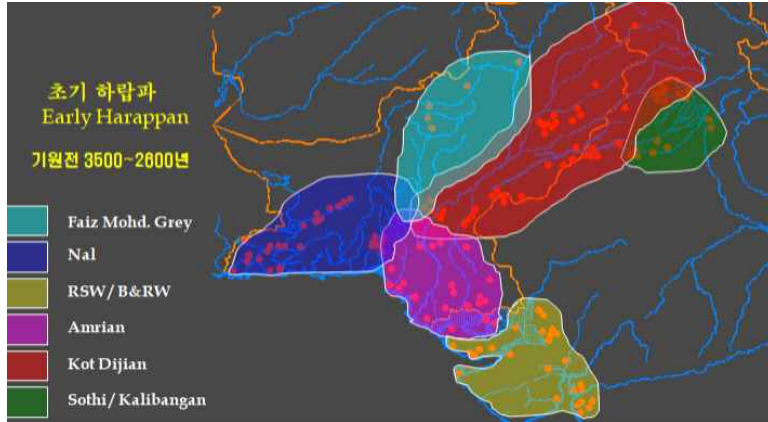 초기 하랍파
Early Harappan
기원전 3500~2600년
Faiz Mohd. Grey
Nal
RSW / B&RW
Amrian
Kot Dijian
Sothi / Kalibangan